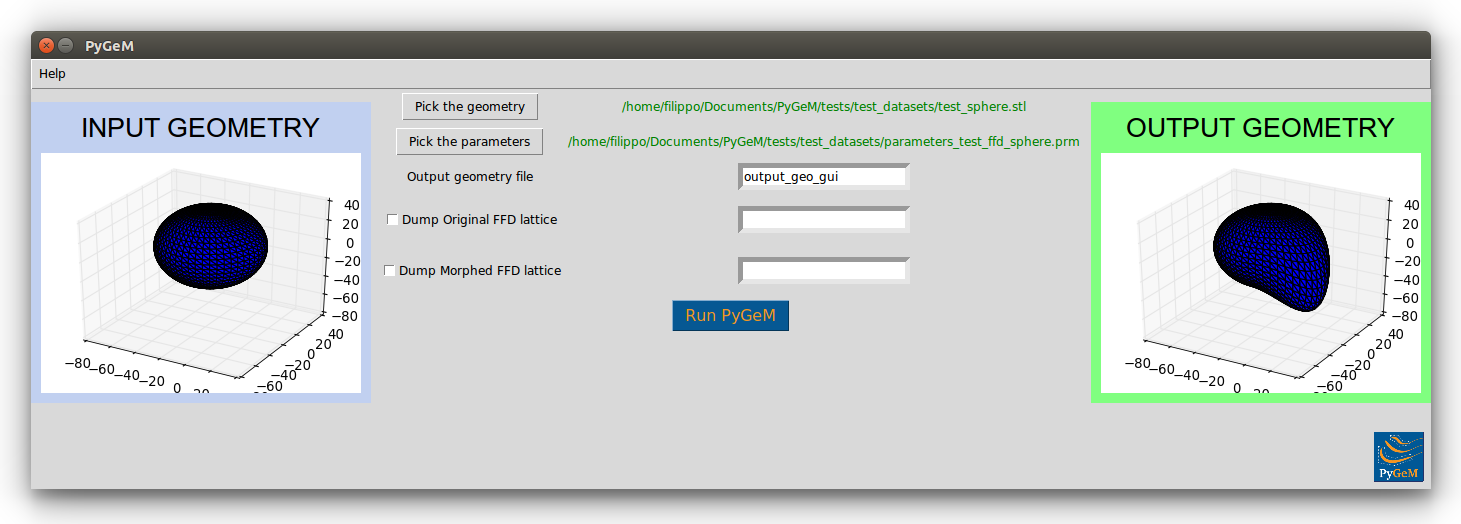 PyGeM
Help
INPUT GEOMETRY
40
20
0
−20
−40
−60
−80
−80
−60
−40
−20
0
40
20
0
−20
−40
−60
Pick the geometry
/home/filippo/Documents/PyGeM/tests/test_datasets/test_sphere.stl
Pick the parameters
/home/filippo/Documents/PyGeM/tests/test_datasets/parameters_test_ffd_sphere.prm
Output geometry file
output_geo_gui
Dump Original FFD lattice
Dump Morphed FFD lattice
Run PyGeM
OUTPUT GEOMETRY
40
20
0
−20
−40
−60
−80
−80
−60
−40
−20
0
40
20
0
−20
−40
−60
PyGeM